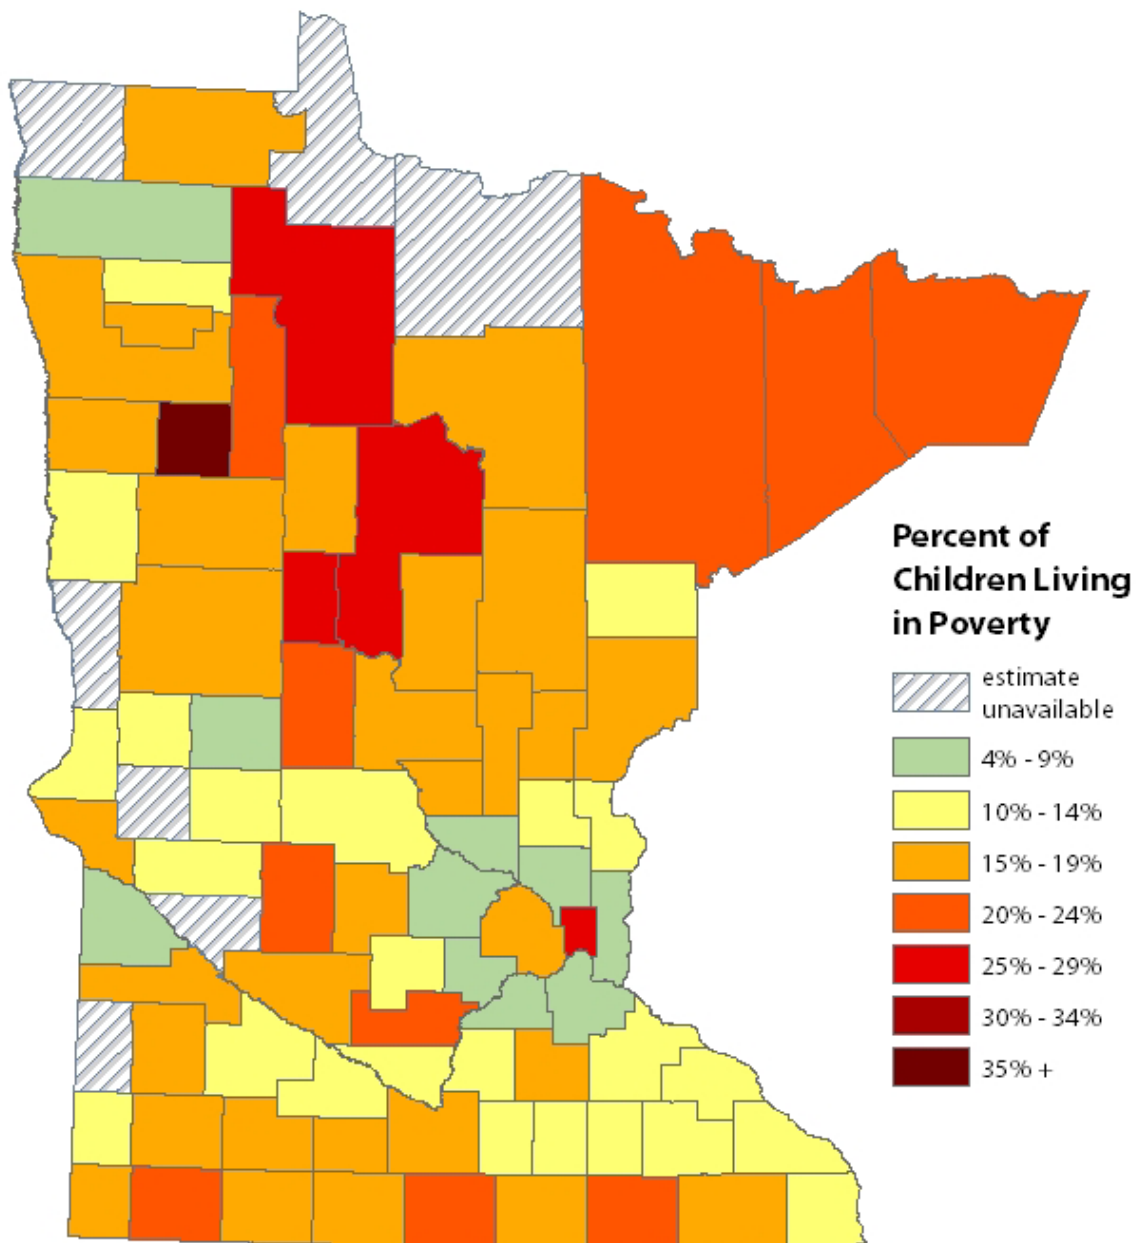 Percent of
Children Living
in Poverty
estimate
unavailable
4% - 9%
10% - 14%
15% - 19%
20% - 24%
25% - 29%
30% - 34%
35% +